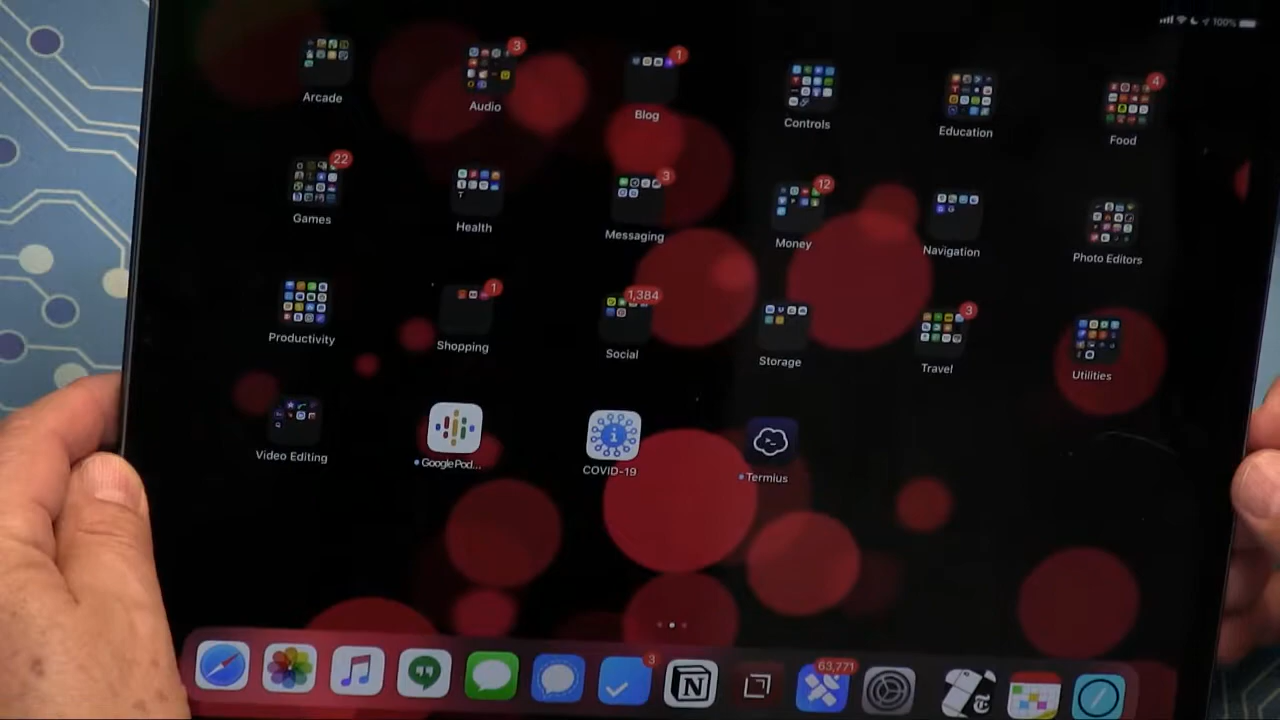 100%
3
1
4
Arcade
Audio
Blog
Controls
Education
Food
22
3
12
Games
Health
Messaging
Money
Navigation
Photo Editors
1
1,384
3
Productivity
Shopping
Social
Storage
Travel
Utilities
Video Editing
Google Pod...
COVID-19
Termius
3
63,771
N